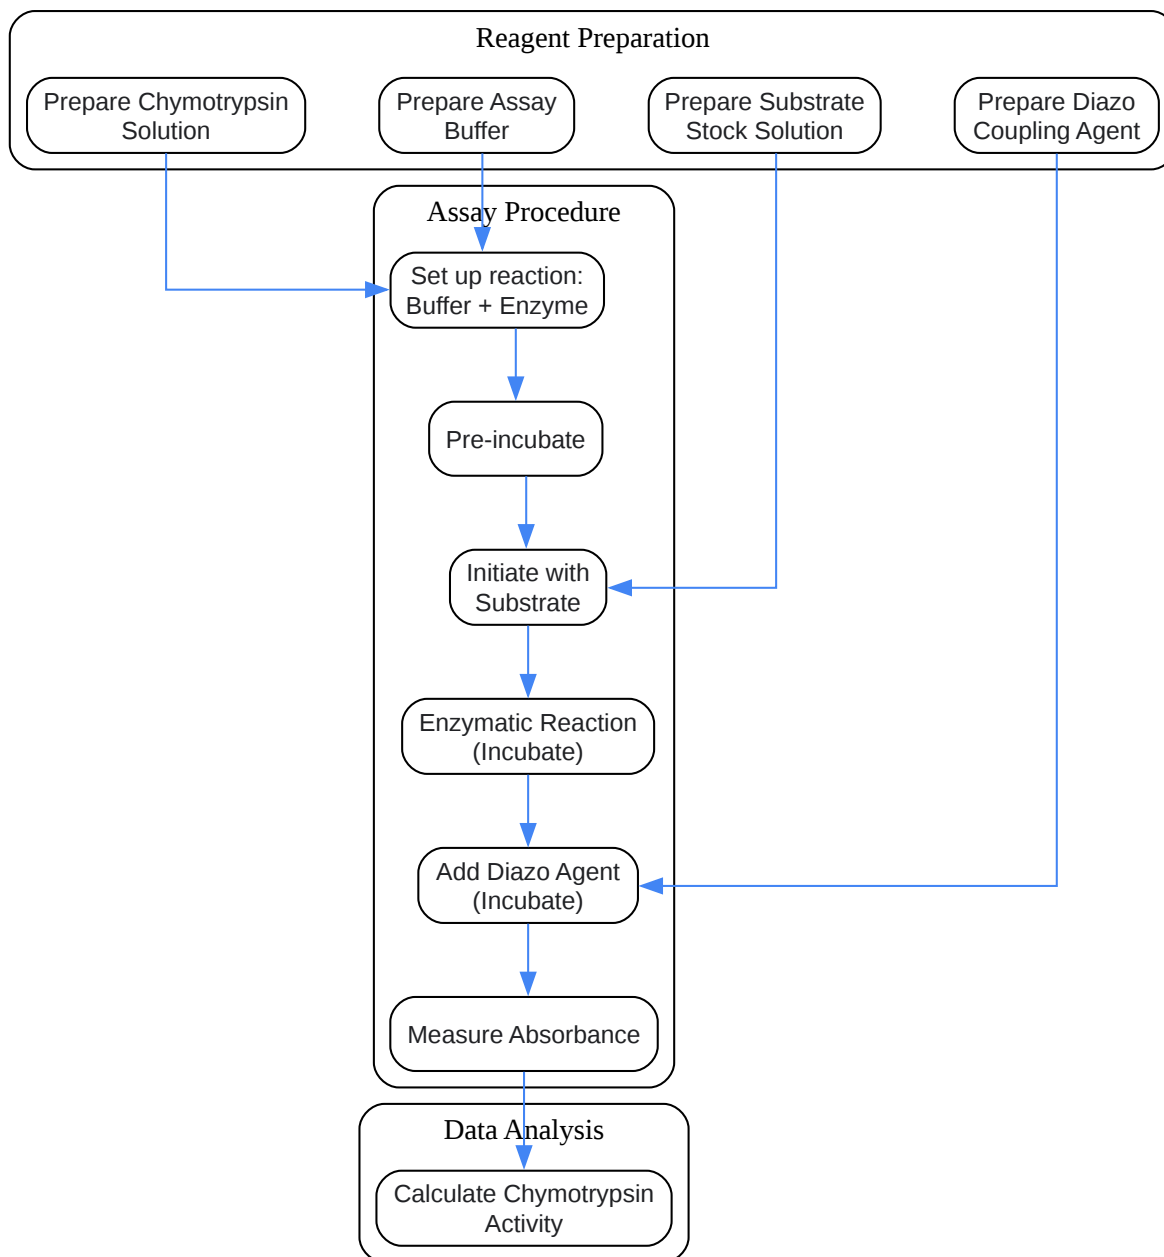 Reagent Preparation
Prepare Chymotrypsin
Solution
Prepare Assay
Buffer
Prepare Substrate
Stock Solution
Prepare Diazo
Coupling Agent
Assay Procedure
Set up reaction:
Buffer + Enzyme
Pre-incubate
Initiate with
Substrate
Enzymatic Reaction
(Incubate)
Add Diazo Agent
(Incubate)
Measure Absorbance
Data Analysis
Calculate Chymotrypsin
Activity